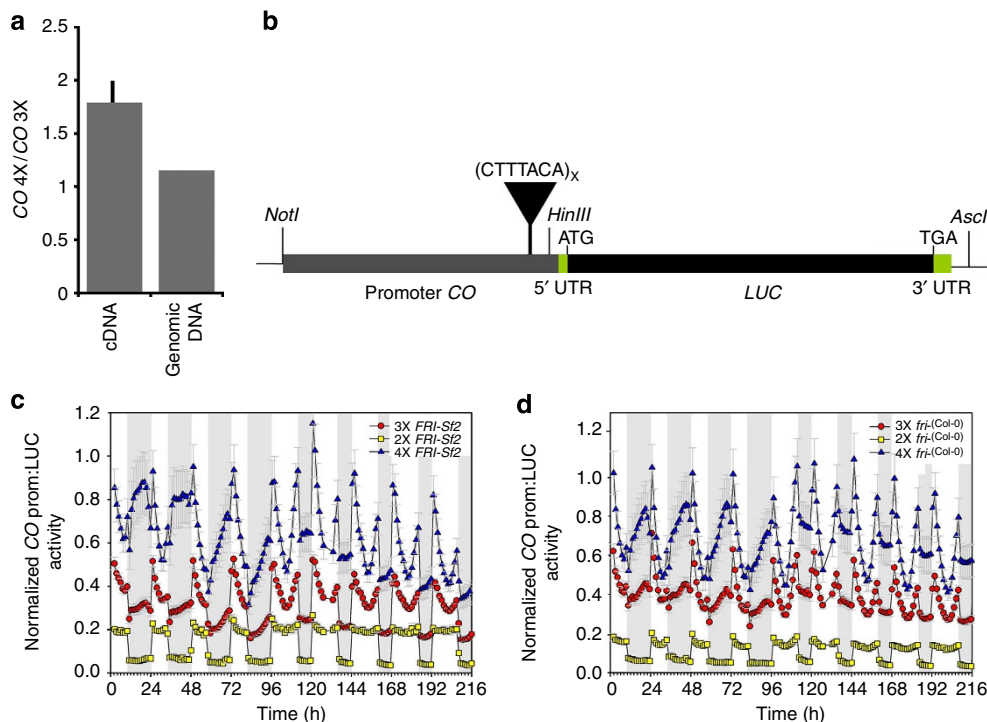 a
CO 4X / CO 3X
2.5
2
1.5
1
0.5
0
cDNA
Genomic
DNA
b
(CTTTACA)X
NotI
HinIII
ATG
TGA
AscI
Promoter CO
5′ UTR
LUC
3′ UTR
c
Normalized CO prom:LUC
activity
1.2
1.0
0.8
0.6
0.4
0.2
0.0
3X FRI-Sf2
2X FRI-Sf2
4X FRI-Sf2
0 24 48 72 96 120 144 168 192 216
Time (h)
d
Normalized CO prom:LUC
activity
1.2
1.0
0.8
0.6
0.4
0.2
0.0
3X fri-(Col-0)
2X fri-(Col-0)
4X fri-(Col-0)
0 24 48 72 96 120 144 168 192 216
Time (h)